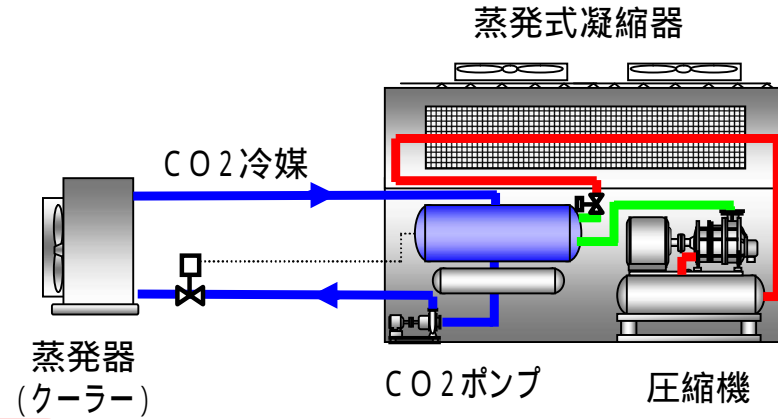 蒸発式凝縮器
CO2冷媒
蒸発器
(クーラー)
CO2ポンプ
圧縮機